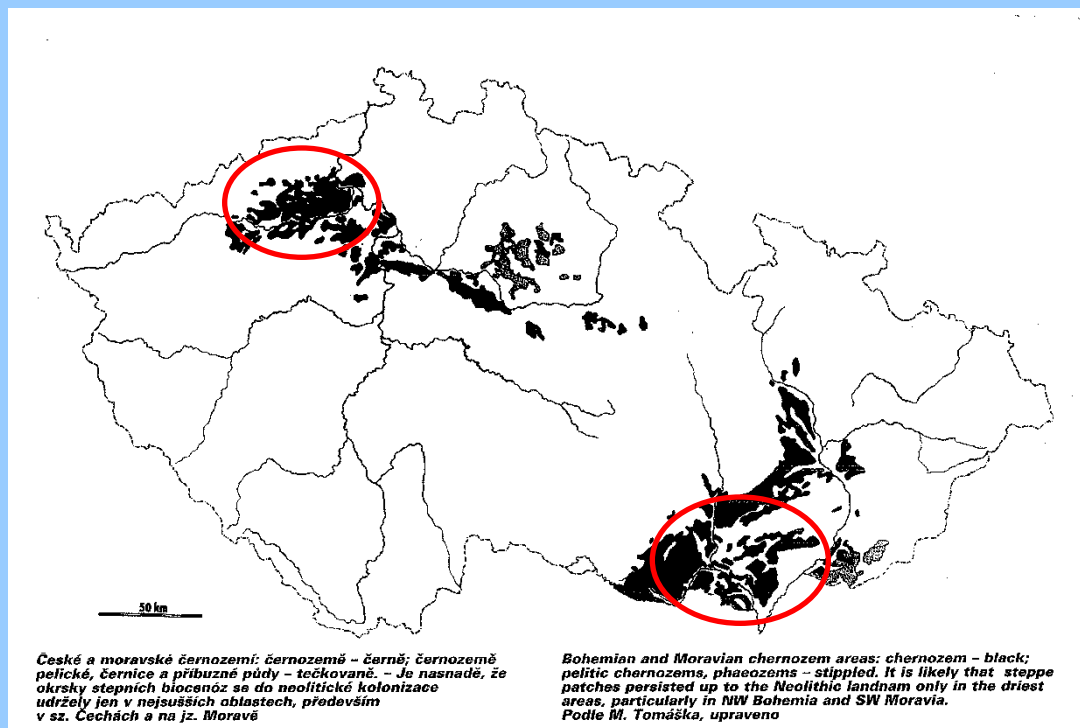 50 km
České a moravské černozemí: černozemě – černě; černozemě
pelické, černice a příbuzné půdy – tečkovaně. – Je nasnadě, že
okrsky stepních biocenóz se do neolitické kolonizace
udržely jen v nejsušších oblastech, především
v sz. Čechách a na jz. Moravě
Bohemian and Moravian chernozem areas: chernozem – black;
pelitic chernozems, phaeozems – stippled. It is likely that steppe
patches persisted up to the Neolithic landnam only in the driest
areas, particularly in NW Bohemia and SW Moravia.
Podle M. Tomáška, upraveno